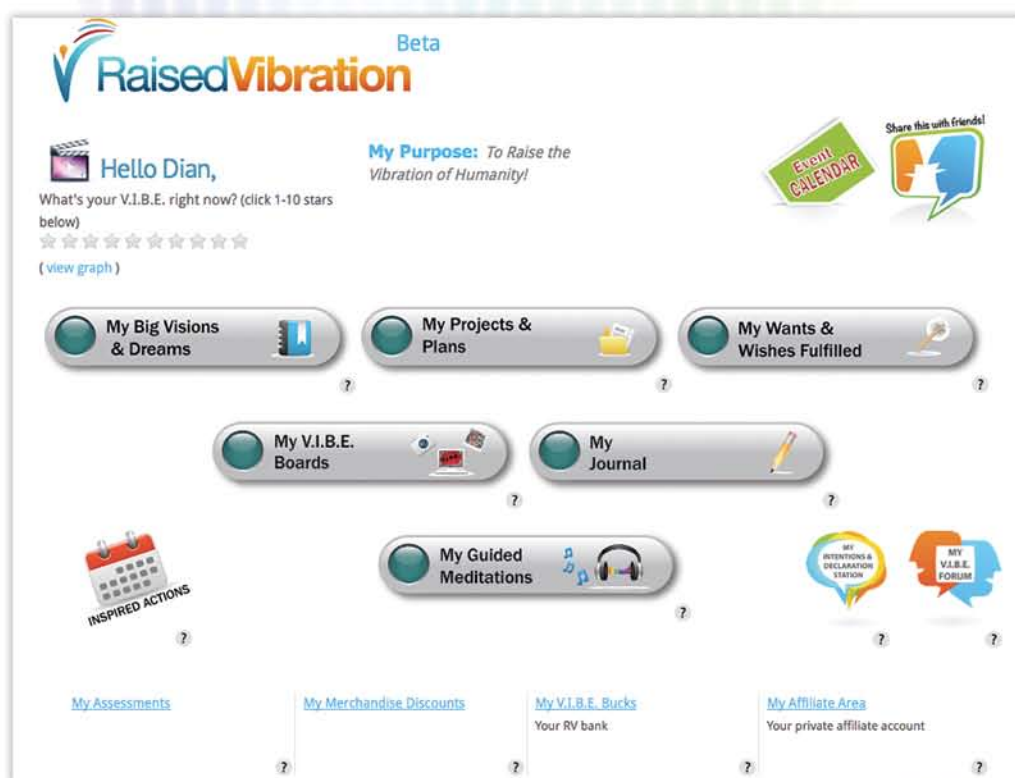 Beta
RaisedVibration
Share this with friends!
Event
CALENDAR
Hello Dian,
My Purpose: To Raise the
Vibration of Humanity!
What's your V.I.B.E. right now? (click 1-10 stars
below)
( view graph )
My Big Visions
& Dreams
?
My Projects &
Plans
?
My Wants &
Wishes Fulfilled
?
My V.I.B.E.
Boards
?
My
Journal
?
INSPIRED ACTIONS
?
My Guided
Meditations
?
MY
INTENTIONS &
DECLARATION
STATION
?
MY
V.I.B.E.
FORUM
?
My Assessments
?
My Merchandise Discounts
?
My V.I.B.E. Bucks
Your RV bank
?
My Affiliate Area
Your private affiliate account
?